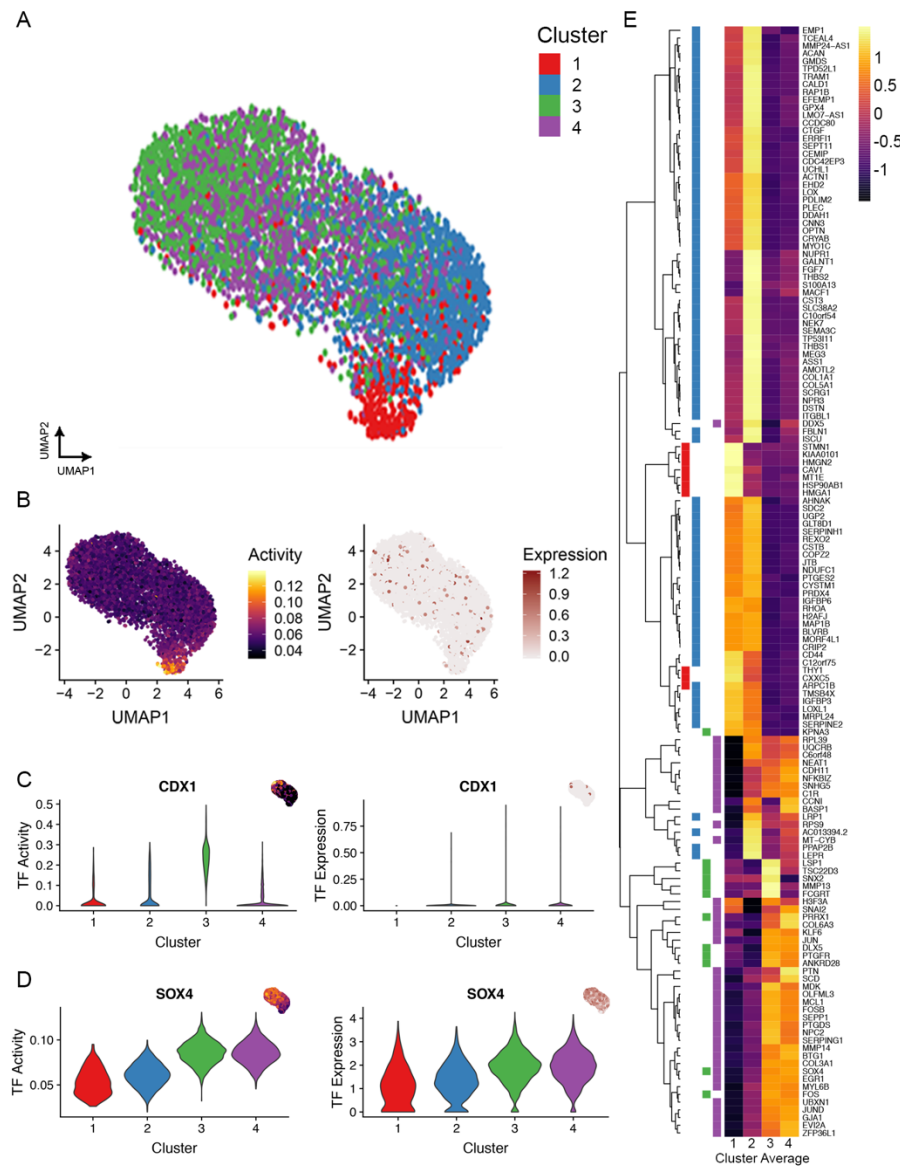 A
Cluster
1
2
3
4
UMAP2
UMAP1
B
4
2
0
−2
UMAP2
−4 −2 0 2 4 6
UMAP1
Activity
0.12
0.10
0.08
0.06
0.04
4
2
0
−2
UMAP2
−4 −2 0 2 4 6
UMAP1
Expression
1.2
0.9
0.6
0.3
0.0
C
CDX1
TF Activity
0.5
0.4
0.3
0.2
0.1
0.0
1 2 3 4
Cluster
CDX1
TF Expression
0.75
0.50
0.25
0.00
1 2 3 4
Cluster
D
SOX4
TF Activity
0.10
0.05
1 2 3 4
Cluster
SOX4
TF Expression
4
3
2
1
0
1 2 3 4
Cluster
E
1
0.5
0
−0.5
−1
EMP1
TCEAL4
MMP24−AS1
ACAN
GMDS
TPD52L1
TRAM1
CALD1
RAP1B
EFEMP1
GPX4
LMO7−AS1
CCDC80
CTGF
ERRFI1
SEPT11
CEMIP
CDC42EP3
UCHL1
ACTN1
EHD2
LOX
PDLIM2
PLEC
DDAH1
CNN3
OPTN
CRYAB
MYO1C
NUPR1
GALNT1
FGF7
THBS2
S100A13
MACF1
CST3
SLC38A2
C10orf54
NEK7
SEMA3C
TP53I11
THBS1
MEG3
ASS1
AMOTL2
COL1A1
COL5A1
SCRG1
NPR3
DSTN
ITGBL1
DDX5
FBLN1
ISCU
STMN1
KIAA0101
HMGN2
CAV1
MT1E
HSP90AB1
HMGA1
AHNAK
SDC2
UGP2
GLT8D1
SERPINH1
REXO2
CSTB
COPZ2
JTB
NDUFC1
PTGES2
CYSTM1
PRDX4
IGFBP6
RHOA
H2AFJ
MAP1B
BLVRB
MORF4L1
CRIP2
CD44
C12orf75
THY1
CXXC5
ARPC1B
TMSB4X
IGFBP3
LOXL1
MRPL24
SERPINE2
KPNA3
RPL39
UQCRB
C6orf48
NEAT1
CDH11
NFKBIZ
SNHG5
C1R
CCNI
BASP1
LRP1
RPS9
AC013394.2
MT−CYB
PPAP2B
LEPR
LSP1
TSC22D3
SNX2
MMP13
FCGRT
H3F3A
SNAI2
PRRX1
COL6A3
KLF6
JUN
DLX5
PTGFR
ANKRD28
PTN
SCD
MDK
OLFML3
MCL1
FOSB
SEPP1
PTGDS
NPC2
SERPING1
MMP14
BTG1
COL3A1
SOX4
EGR1
MYL6B
FOS
UBXN1
JUND
GJA1
EVI2A
ZFP36L1
1 2 3 4
Cluster Average